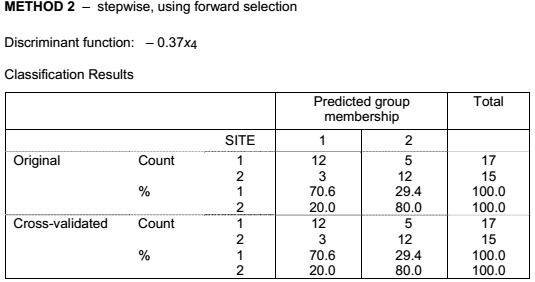 METHOD 2 – stepwise, using forward selection
Discriminant function: – 0.37x4
Classification Results
Predicted group membership Total
SITE 1 2
Original Count 1 12 5 17
2 3 12 15
% 1 70.6 29.4 100.0
2 20.0 80.0 100.0
Cross-validated Count 1 12 5 17
2 3 12 15
% 1 70.6 29.4 100.0
2 20.0 80.0 100.0